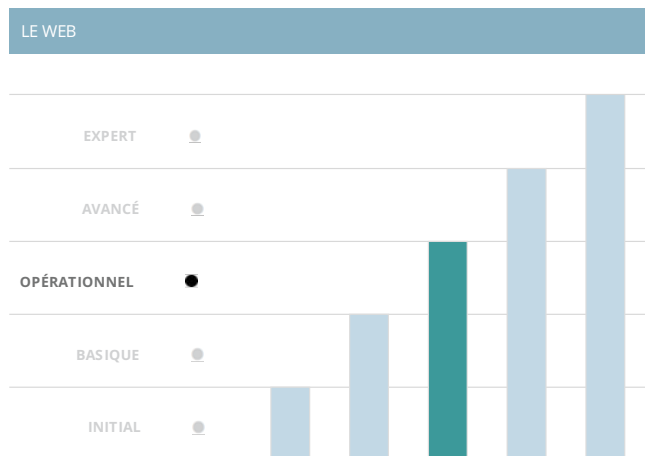 LE WEB
EXPERT
AVANCÉ
OPÉRATIONNEL
BASIQUE
INITIAL